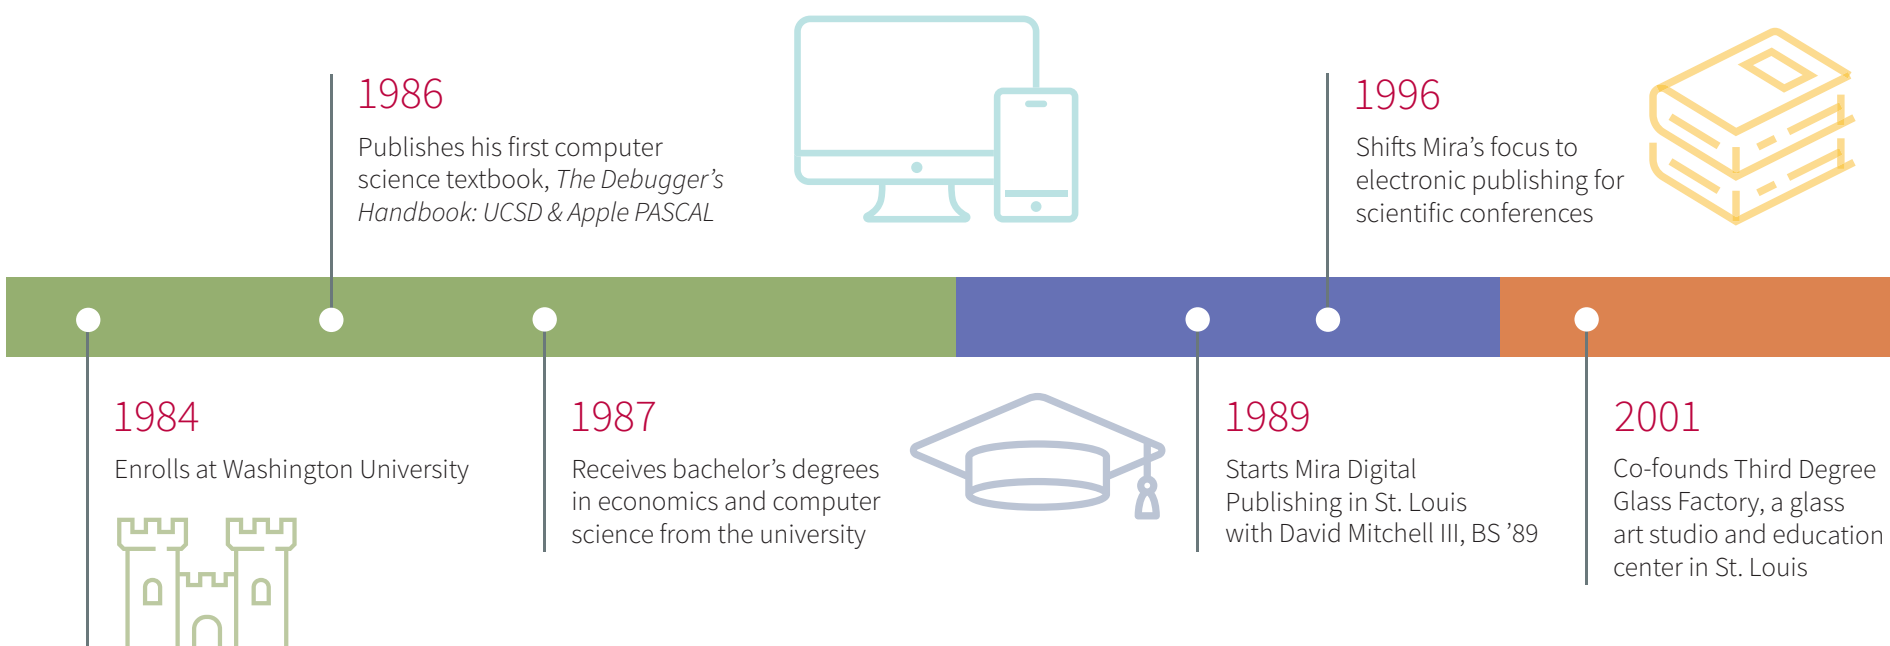 1986
Publishes his first computer
science textbook, The Debugger’s
Handbook: UCSD & Apple PASCAL
1996
Shifts Mira’s focus to
electronic publishing for
scientific conferences
1984
Enrolls at Washington University
1987
Receives bachelor’s degrees
in economics and computer
science from the university
1989
Starts Mira Digital
Publishing in St. Louis
with David Mitchell III, BS ’89
2001
Co-founds Third Degree
Glass Factory, a glass
art studio and education
center in St. Louis